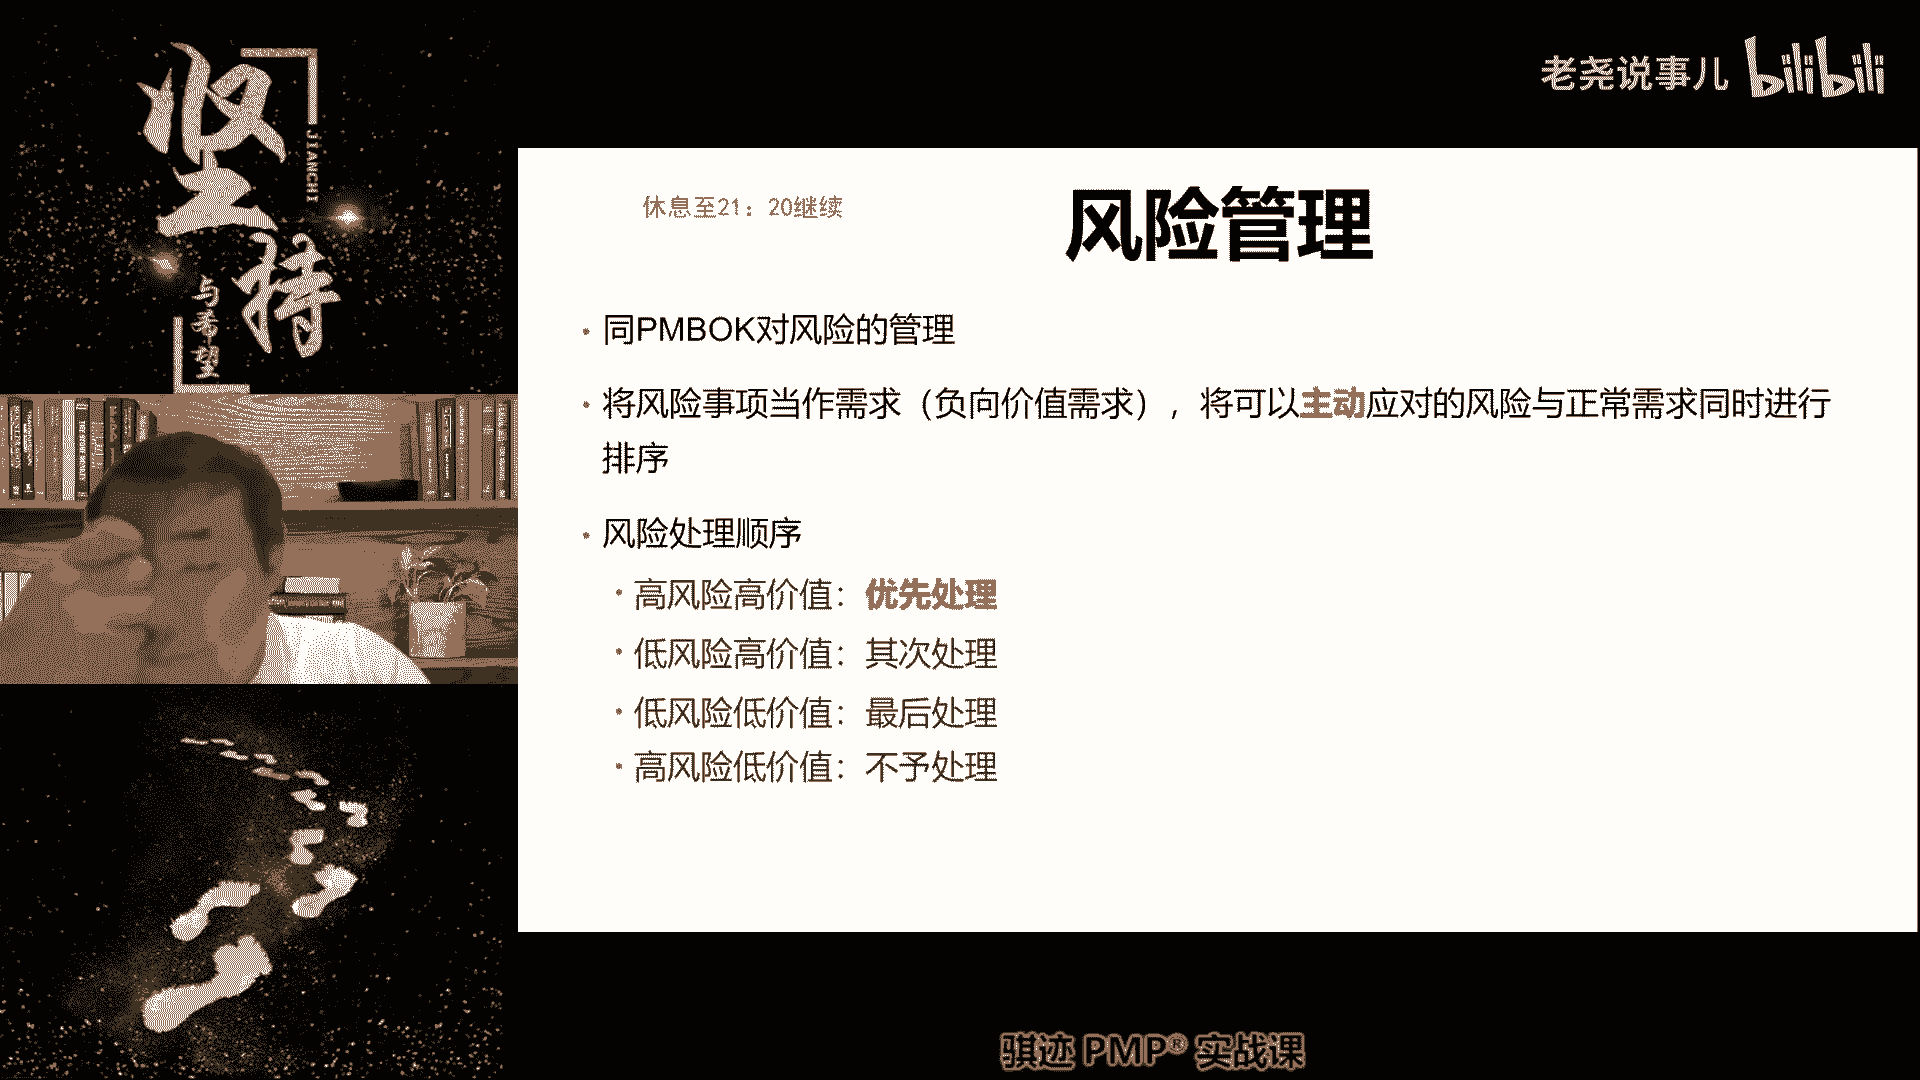 坚持
JIANCHI
与希望
老尧说事儿 bilibili
休息至21：20继续
风险管理
· 同PMBOK对风险的管理
· 将风险事项当作需求（负向价值需求），将可以主动应对的风险与正常需求同时进行
排序
· 风险处理顺序
· 高风险高价值：优先处理
· 低风险高价值：其次处理
· 低风险低价值：最后处理
· 高风险低价值：不予处理
骐迹 PMP® 实战课